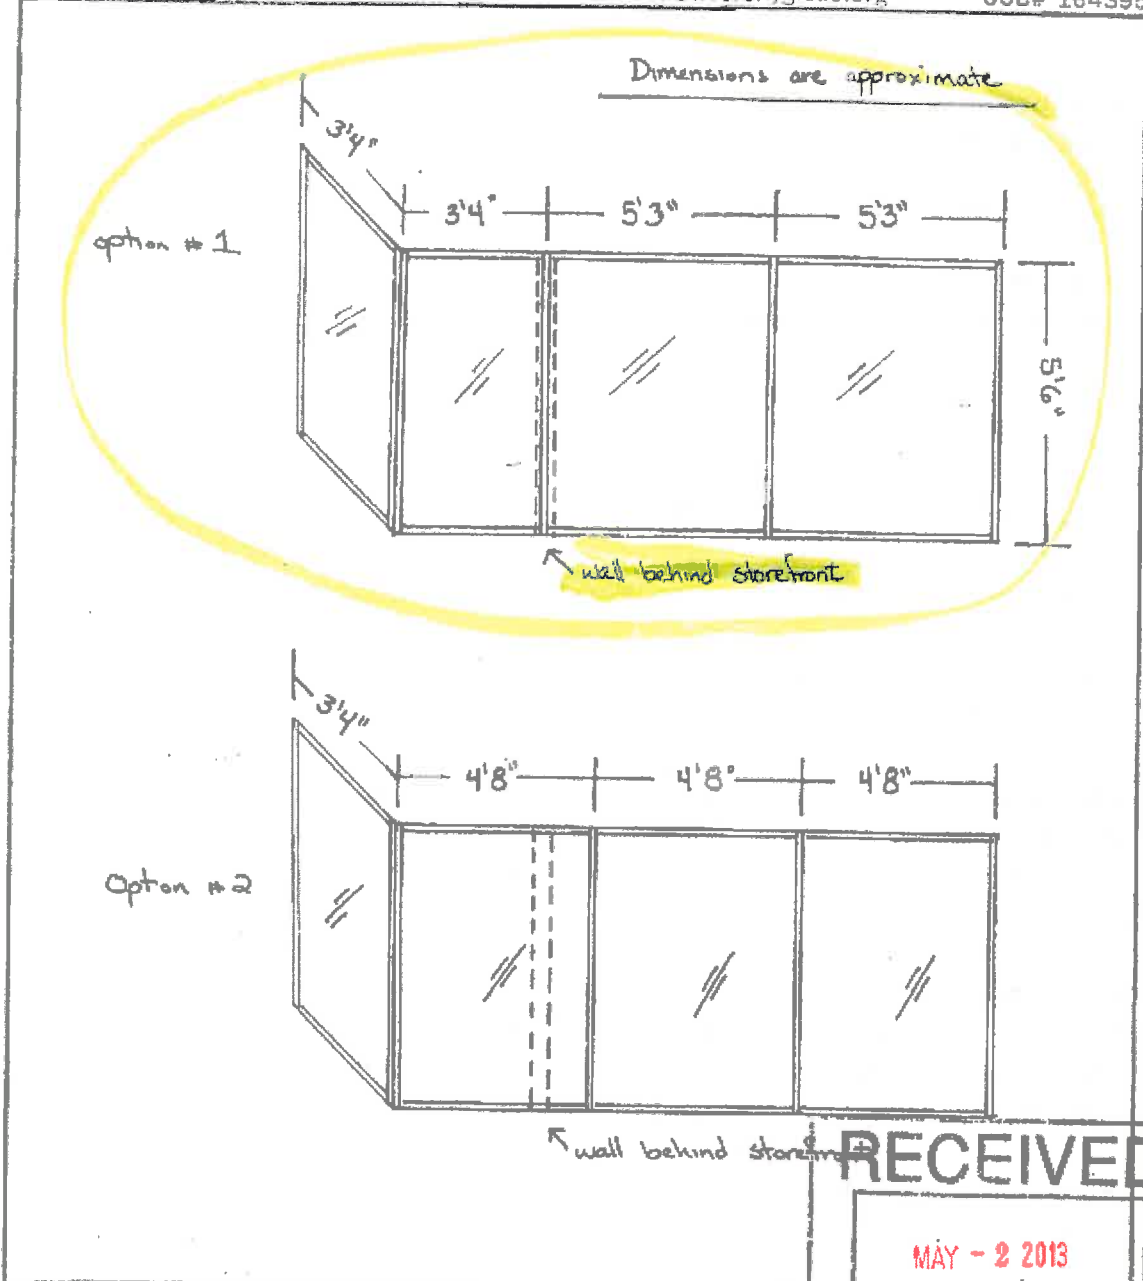 Dimensions are approximate
3'4"
3'4" 5'3" 5'3"
option # 1
5'6"
wall behind storefront
3'4"
4'8" 4'8" 4'8"
Option # 2
wall behind storefront
RECEIVED
MAY - 2 2013